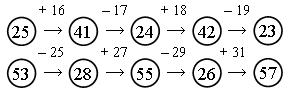 + 16 – 17 + 18 – 19
25 → 41 → 24 → 42 → 23
– 25 + 27 – 29 + 31
53 → 28 → 55 → 26 → 57